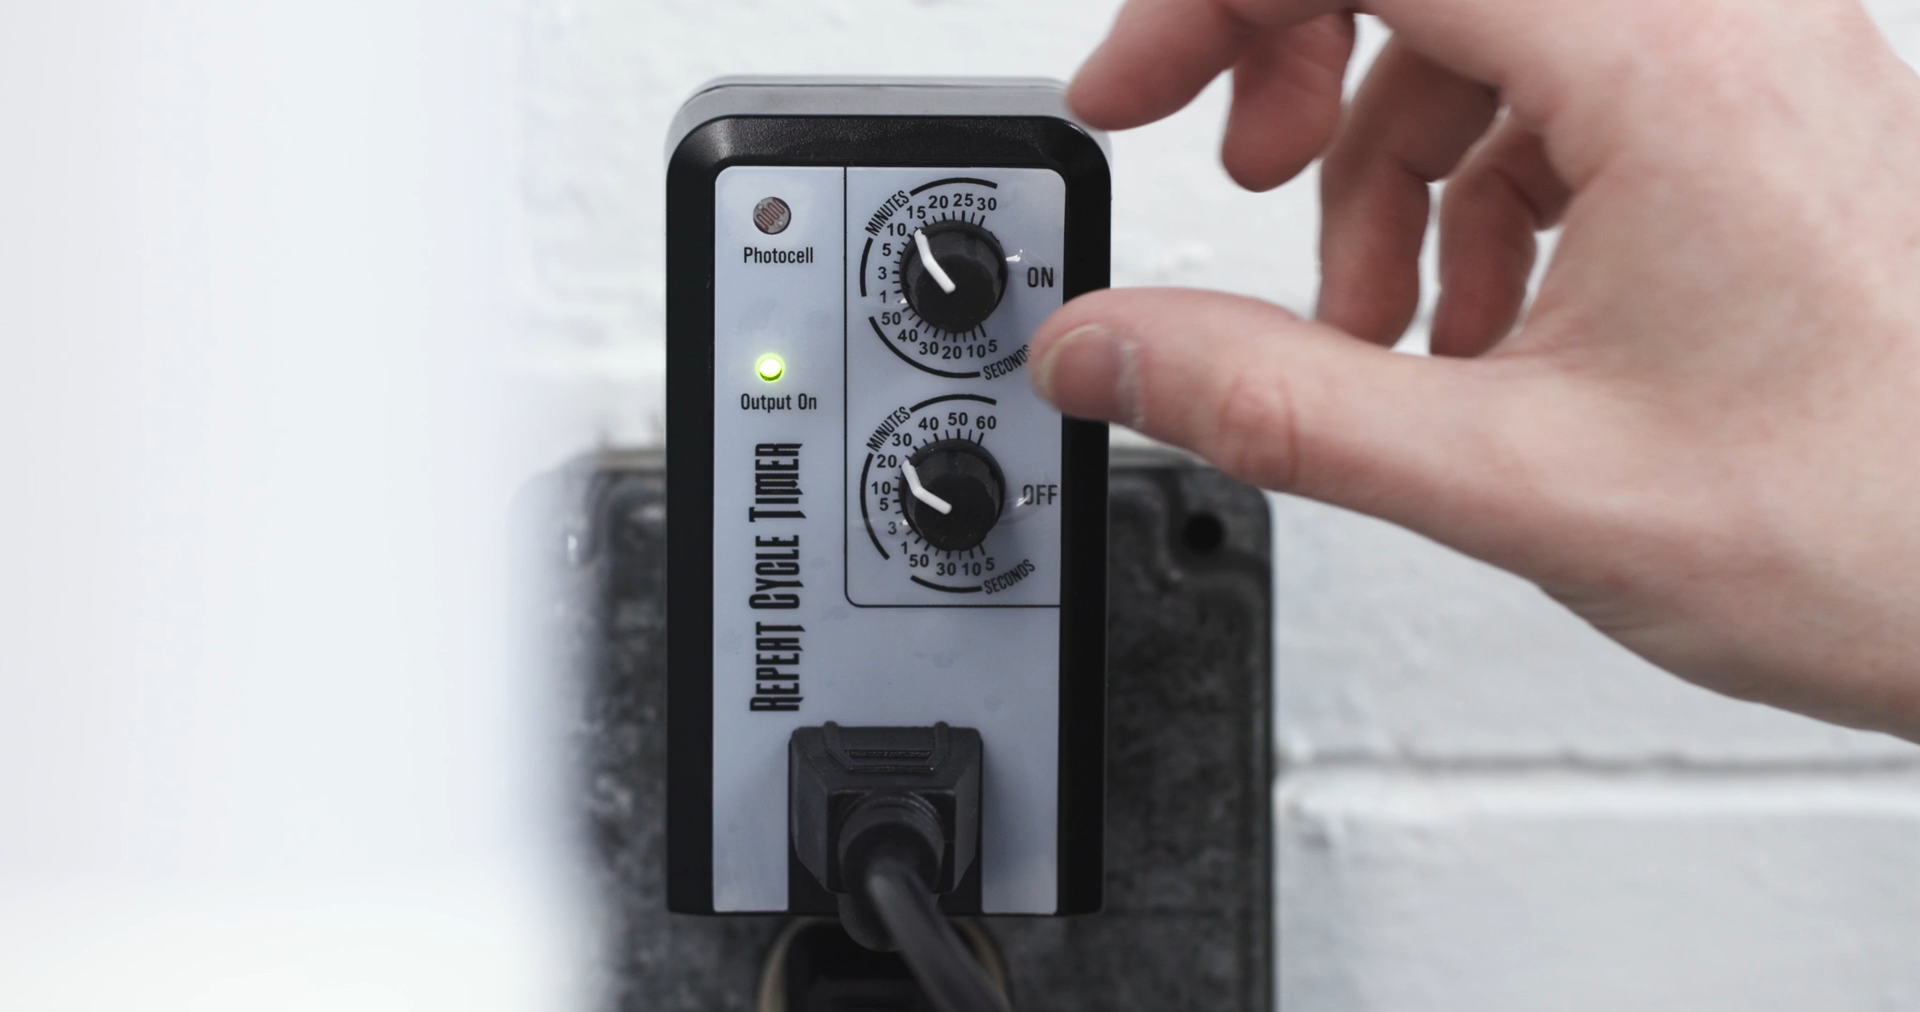 Photocell
Output On
REPEAT CYCLE TIMER
MINUTES
1 3 5 10 15 20 25 30
ON
50 40 30 20 10 5
SECONDS
MINUTES
1 3 5 10 20 30 40 50 60
OFF
50 30 10 5
SECONDS